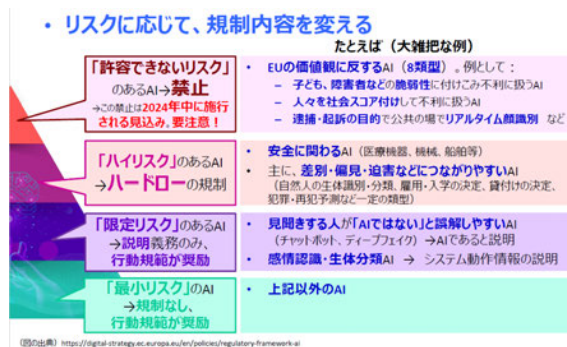 • リスクに応じて、規制内容を変える
たとえば（大雑把な例）
「許容できないリスク」
のあるAI→禁止
→この禁止は2024年中に施行
される見込み。要注意！
• EUの価値観に反するAI（8類型）。例として：
– 子ども、障害者などの脆弱性に付けこみ不利に扱うAI
– 人々を社会スコア付けして不利に扱うAI
– 逮捕・起訴の目的で公共の場でリアルタイム顔識別 など
「ハイリスク」のあるAI
→ハードローの規制
• 安全に関わるAI（医療機器、機械、船舶等）
• 主に、差別・偏見・迫害などにつながりやすいAI
（自然人の生体識別・分類、雇用・入学の決定、貸付けの決定、
犯罪・再犯予測など一定の類型）
「限定リスク」のあるAI
→説明義務のみ、
行動規範が奨励
• 見聞きする人が「AIではない」と誤解しやすいAI
（チャットボット、ディープフェイク）→AIであると説明
• 感情認識・生体分類AI → システム動作情報の説明
「最小リスク」のAI
→規制なし、
行動規範が奨励
• 上記以外のAI
（図の出典）https://digital-strategy.ec.europa.eu/en/policies/regulatory-framework-ai